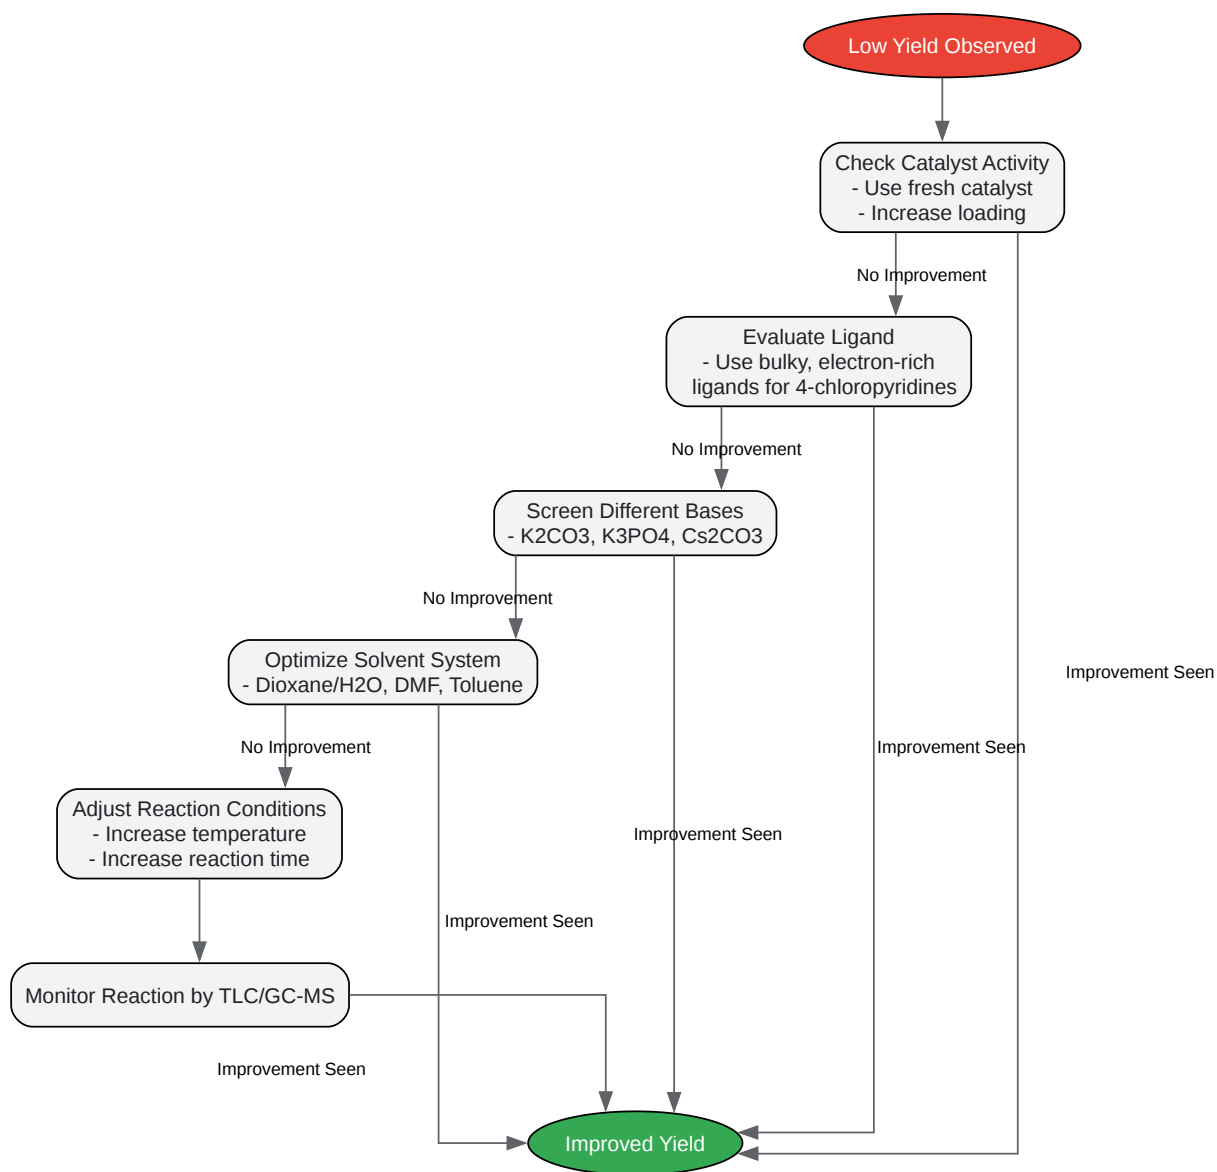 Low Yield Observed
Check Catalyst Activity
- Use fresh catalyst
- Increase loading
No Improvement
Evaluate Ligand
- Use bulky, electron-rich
ligands for 4-chloropyridines
No Improvement
Screen Different Bases
- K2CO3, K3PO4, Cs2CO3
No Improvement
Optimize Solvent System
- Dioxane/H2O, DMF, Toluene
Improvement Seen
No Improvement
Improvement Seen
Adjust Reaction Conditions
- Increase temperature
- Increase reaction time
Improvement Seen
Improvement Seen
Monitor Reaction by TLC/GC-MS
Improvement Seen
Improved Yield